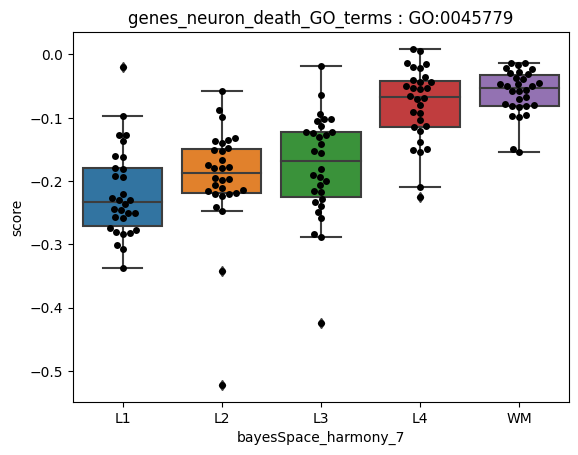 genes_neuron_death_GO_terms : GO:0045779
0.0
−0.1
−0.2
−0.3
−0.4
−0.5
score
L1 L2 L3 L4 WM
bayesSpace_harmony_7